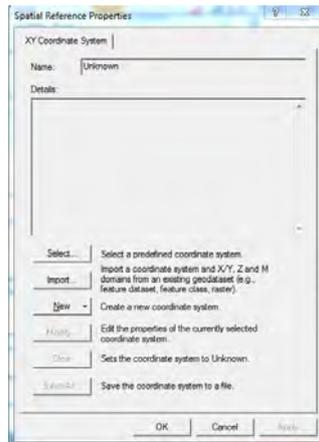 Spatial Reference Properties
XY Coordinate System
Name: Unknown
Details:
Select... Select a predefined coordinate system.
Import a coordinate system and X/Y, Z and M
Import... domains from an existing geodataset (e.g.,
feature dataset, feature class, raster).
New Create a new coordinate system.
Modify... Edit the properties of the currently selected
coordinate system.
Clear Sets the coordinate system to Unknown.
Save As... Save the coordinate system to a file.
OK Cancel Apply